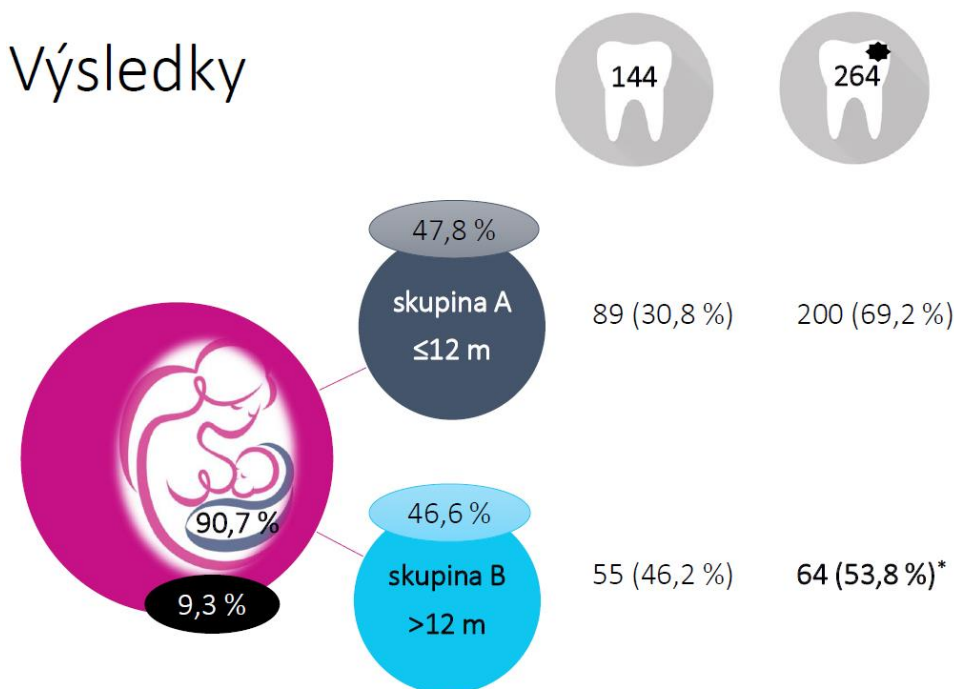 Výsledky
144
264
47,8 %
skupina A
≤12 m
89 (30,8 %)
200 (69,2 %)
90,7 %
9,3 %
46,6 %
skupina B
>12 m
55 (46,2 %)
64 (53,8 %)*